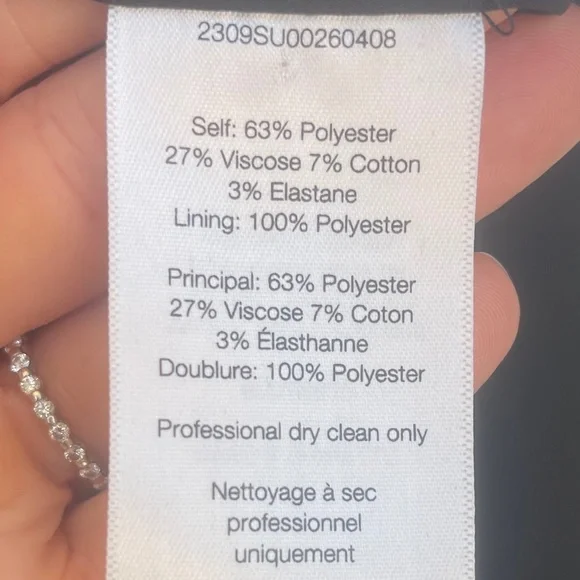 2309SU00260408
Self: 63% Polyester
27% Viscose 7% Cotton
3% Elastane
Lining: 100% Polyester
Principal: 63% Polyester
27% Viscose 7% Coton
3% Élasthanne
Doublure: 100% Polyester
Professional dry clean only
Nettoyage à sec
professionnel
uniquement